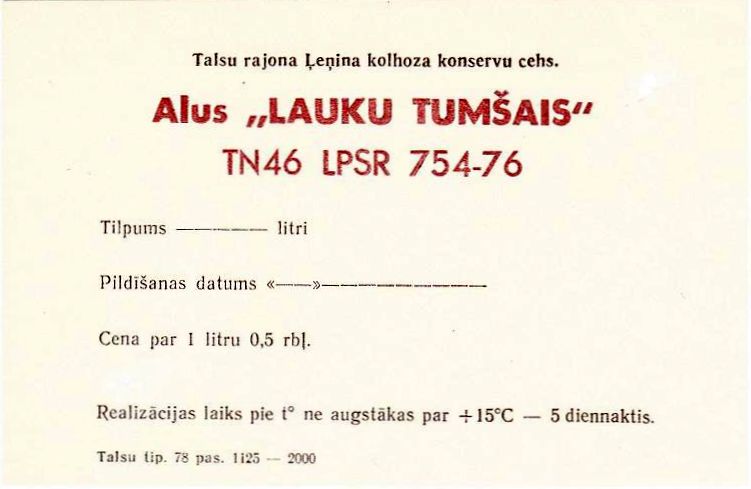 Talsu rajona Ļeņina kolhoza konservu cehs.
Alus „LAUKU TUMŠAIS“
TN46 LPSR 754-76
Tilpums ————— litri
Pildīšanas datums «——»—————————
Cena par 1 litru 0,5 rbļ.
Realizācijas laiks pie t° ne augstākas par +15°C — 5 diennaktis.
Talsu tip. 78 pas. 1125 — 2000